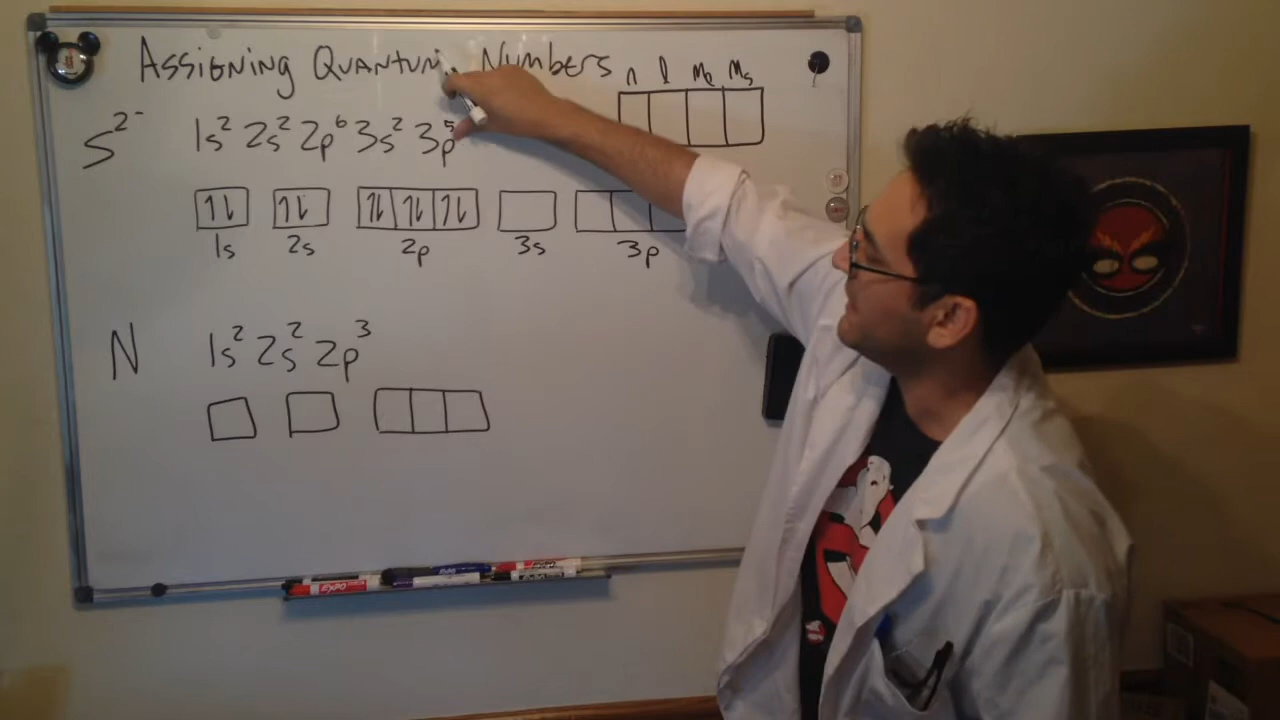 Assigning Quantum Numbers
n l mℓ ms
S²⁻ 1s² 2s² 2p⁶ 3s² 3p⁵
1s 2s 2p 3s 3p
N 1s² 2s² 2p³
EXPO